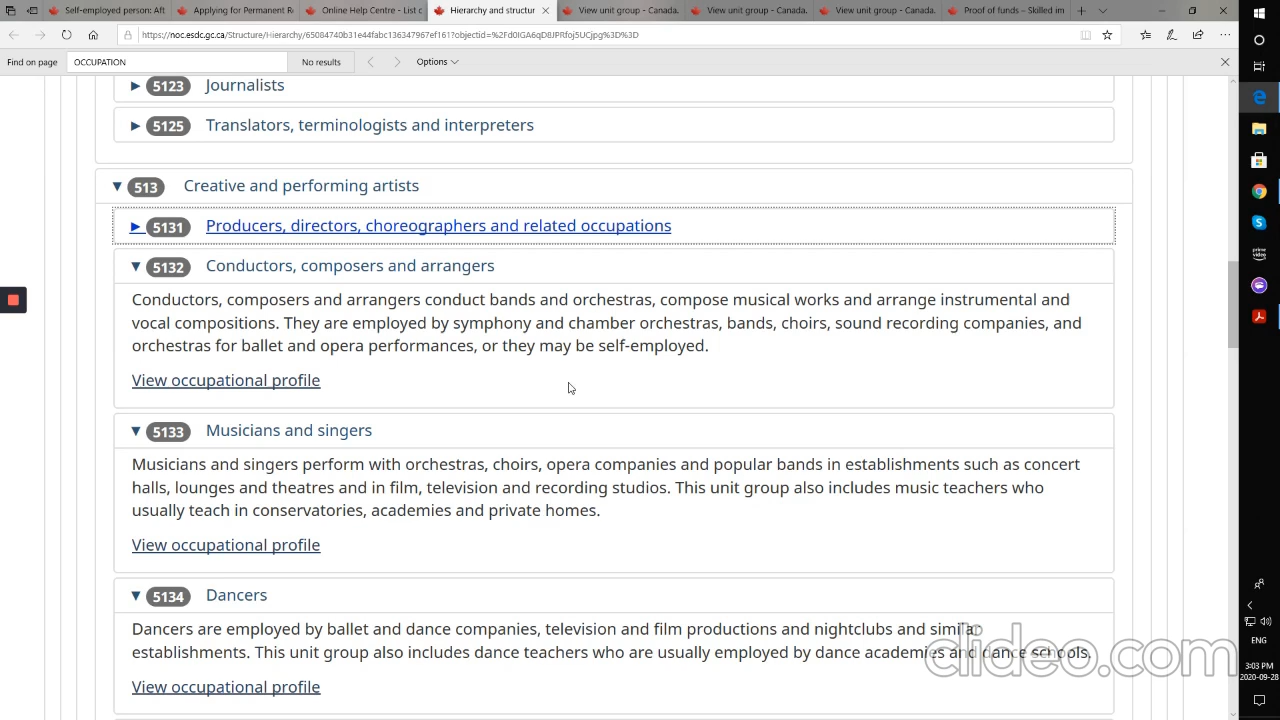 Self-employed person: Aft
Applying for Permanent R
Online Help Centre - List o
Hierarchy and structur
View unit group - Canada.
View unit group - Canada.
View unit group - Canada.
Proof of funds – Skilled im
https://noc.esdc.gc.ca/Structure/Hierarchy/65084740b31e44fabc136347967ef161?objectid=%2Fd0IGA6qD8JPRfoj5UCjpg%3D%3D
Find on page
OCCUPATION
No results
Options
5123 Journalists
5125 Translators, terminologists and interpreters
513 Creative and performing artists
5131 Producers, directors, choreographers and related occupations
5132 Conductors, composers and arrangers
Conductors, composers and arrangers conduct bands and orchestras, compose musical works and arrange instrumental and
vocal compositions. They are employed by symphony and chamber orchestras, bands, choirs, sound recording companies, and
orchestras for ballet and opera performances, or they may be self-employed.
View occupational profile
5133 Musicians and singers
Musicians and singers perform with orchestras, choirs, opera companies and popular bands in establishments such as concert
halls, lounges and theatres and in film, television and recording studios. This unit group also includes music teachers who
usually teach in conservatories, academies and private homes.
View occupational profile
5134 Dancers
Dancers are employed by ballet and dance companies, television and film productions and nightclubs and similar
establishments. This unit group also includes dance teachers who are usually employed by dance academies and dance schools.
View occupational profile
clideo.com
prime video
ENG
3:03 PM
2020-09-28